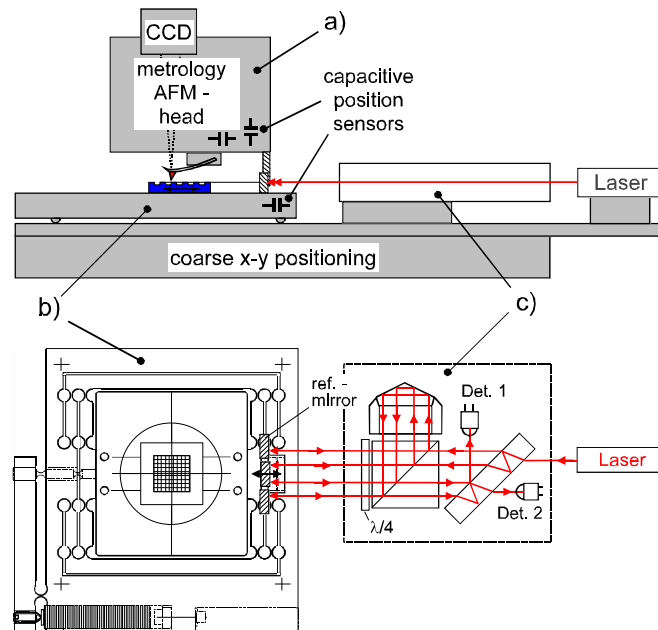 CCD
a)
metrology
AFM -
head
capacitive
position
sensors
Laser
coarse x-y positioning
b)
c)
ref. -
mirror
Det. 1
Laser
Det. 2
λ/4